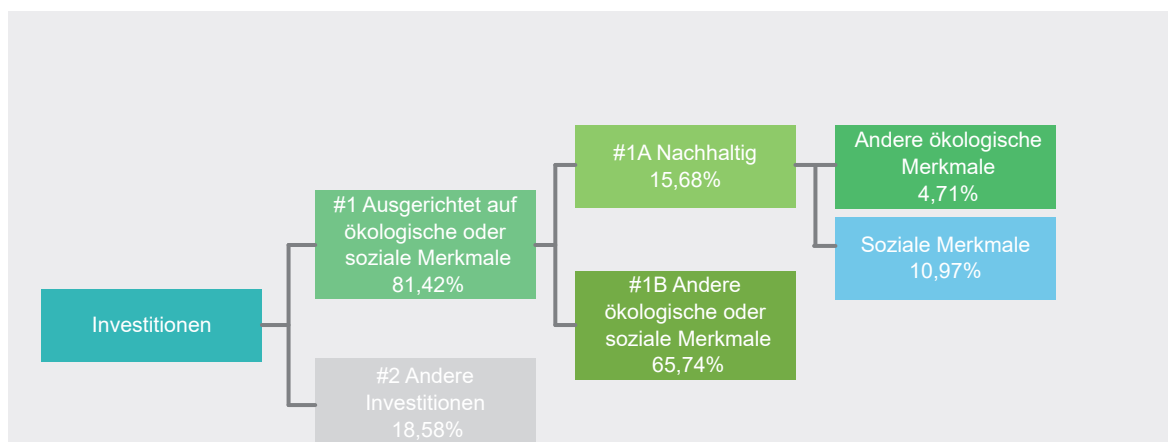 Investitionen
#1 Ausgerichtet auf
ökologische oder
soziale Merkmale
81,42%
#2 Andere
Investitionen
18,58%
#1A Nachhaltig
15,68%
#1B Andere
ökologische oder
soziale Merkmale
65,74%
Andere ökologische
Merkmale
4,71%
Soziale Merkmale
10,97%